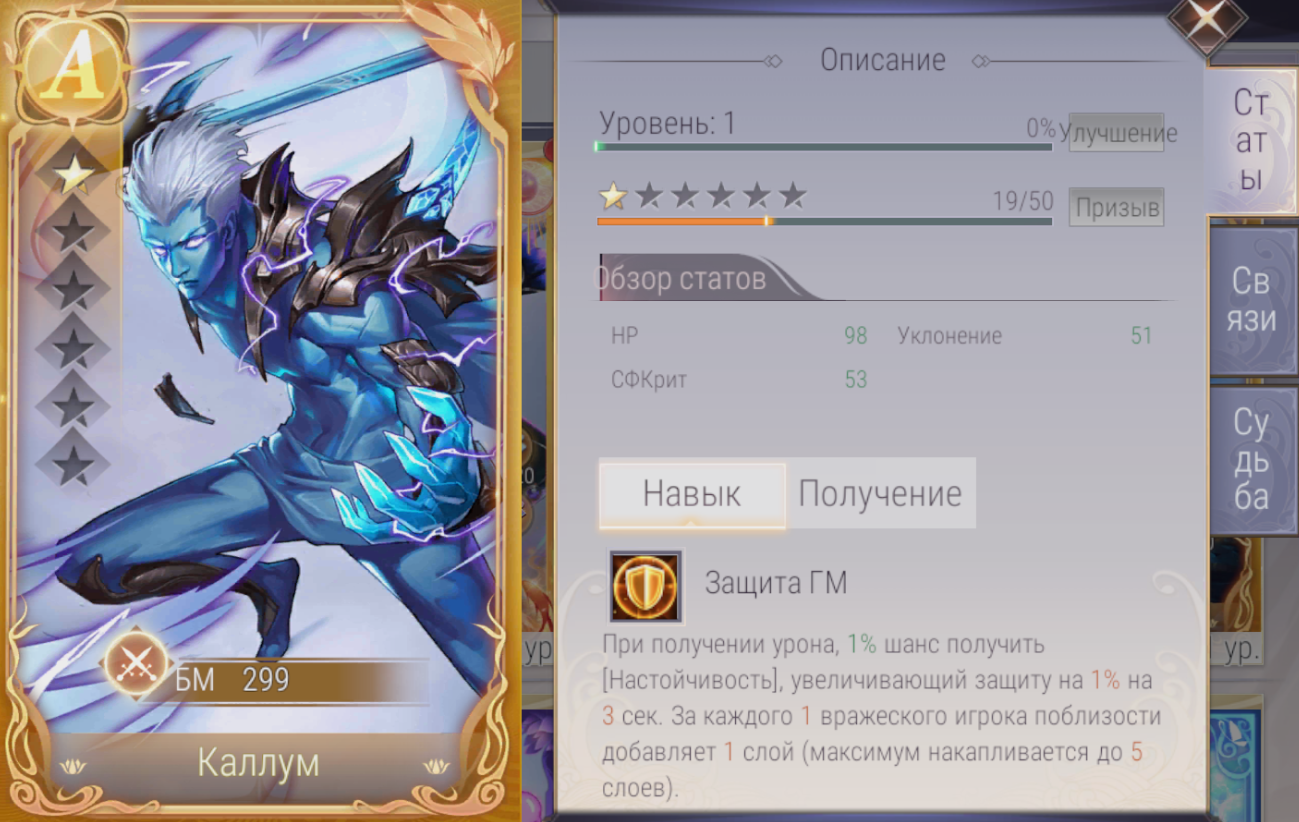 A
БМ 299
Каллум
Описание
Уровень: 1
0%
Улучшение
19/50
Призыв
Обзор статов
HP 98 Уклонение 51
СФКрит 53
Навык
Получение
Защита ГМ
При получении урона, 1% шанс получить
[Настойчивость], увеличивающий защиту на 1% на
3 сек. За каждого 1 вражеского игрока поблизости
добавляет 1 слой (максимум накапливается до 5
слоев).
Ст
ат
ы
Св
язи
Су
дь
ба
ур
ур.